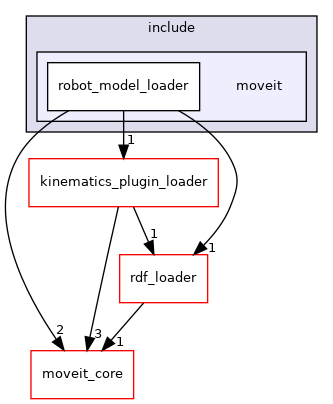 include
robot_model_loader
moveit
1
kinematics_plugin_loader
1
1
rdf_loader
2
3
1
moveit_core